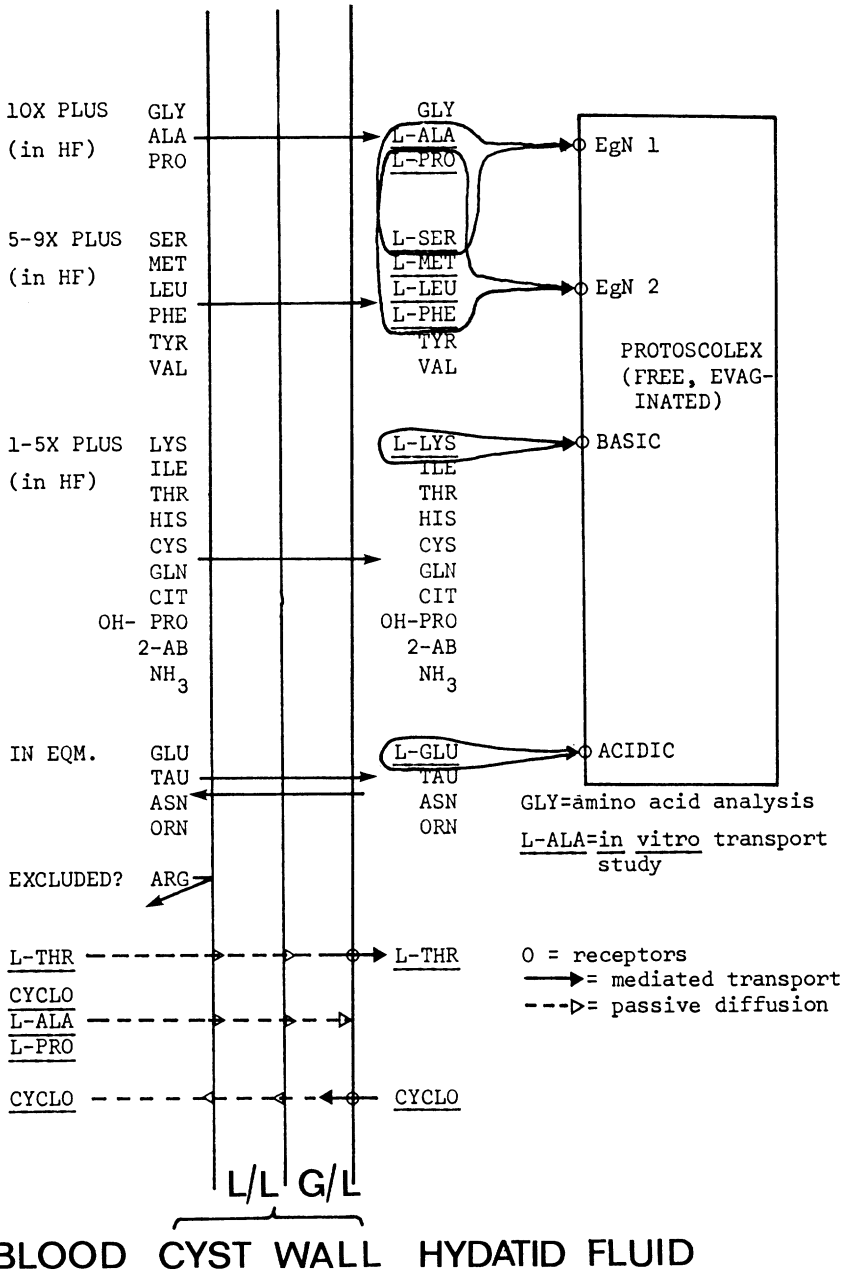 10X PLUS GLY GLY
(in HF) ALA L-ALA EgN 1
PRO L-PRO
5-9X PLUS SER L-SER
(in HF) MET L-MET
LEU L-LEU EgN 2
PHE L-PHE
TYR TYR PROTOSCOLEX
VAL VAL (FREE, EVAG-
INATED)
1-5X PLUS LYS L-LYS BASIC
(in HF) ILE ILE
THR THR
HIS HIS
CYS CYS
GLN GLN
CIT CIT
OH- PRO OH-PRO
2-AB 2-AB
NH3 NH3
IN EQM. GLU L-GLU ACIDIC
TAU TAU
ASN ASN GLY=amino acid analysis
ORN ORN
L-ALA=in vitro transport
study
EXCLUDED? ARG
L-THR L-THR O = receptors
= mediated transport
CYCLO = passive diffusion
L-ALA
L-PRO
CYCLO CYCLO
L/L G/L
BLOOD CYST WALL HYDATID FLUID